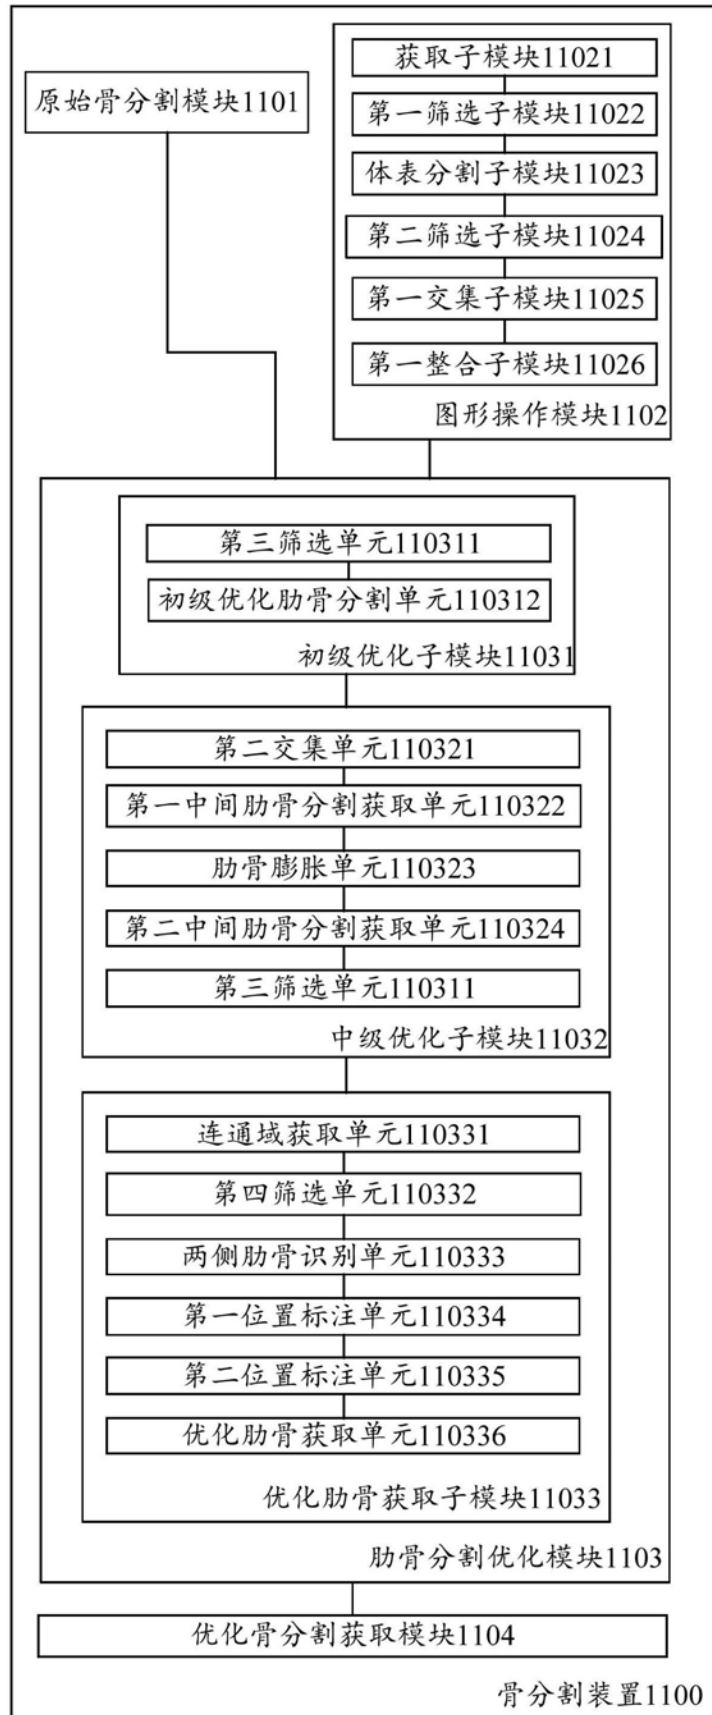 原始骨分割模块1101
获取子模块11021
第一筛选子模块11022
体表分割子模块11023
第二筛选子模块11024
第一交集子模块11025
第一整合子模块11026
图形操作模块1102
第三筛选单元110311
初级优化肋骨分割单元110312
初级优化子模块11031
第二交集单元110321
第一中间肋骨分割获取单元110322
肋骨膨胀单元110323
第二中间肋骨分割获取单元110324
第三筛选单元110311
中级优化子模块11032
连通域获取单元110331
第四筛选单元110332
两侧肋骨识别单元110333
第一位置标注单元110334
第二位置标注单元110335
优化肋骨获取单元110336
优化肋骨获取子模块11033
肋骨分割优化模块1103
优化骨分割获取模块1104
骨分割装置1100